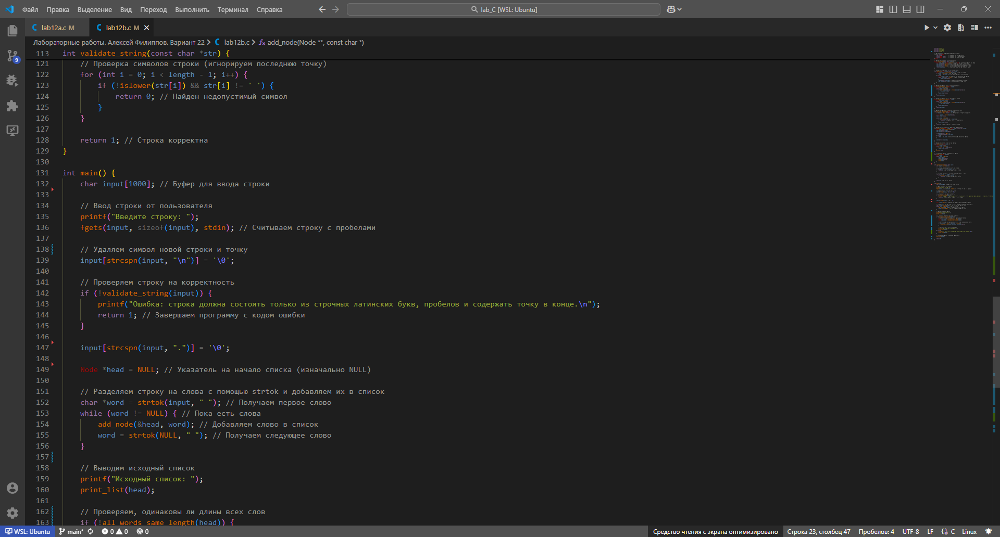 Файл Правка Выделение Вид Переход Выполнить Терминал Справка
lab_C [WSL: Ubuntu]
lab12a.c M
lab12b.c M
Лабораторные работы. Алексей Филиппов. Вариант 22 > lab12b.c > add_node(Node **, const char *)
113 int validate_string(const char *str) {
121 // Проверка символов строки (игнорируем последнюю точку)
122 for (int i = 0; i < length - 1; i++) {
123 if (!islower(str[i]) && str[i] != ' ') {
124 return 0; // Найден недопустимый символ
125 }
126 }
127
128 return 1; // Строка корректна
129 }
130
131 int main() {
132 char input[1000]; // Буфер для ввода строки
133
134 // Ввод строки от пользователя
135 printf("Введите строку: ");
136 fgets(input, sizeof(input), stdin); // Считываем строку с пробелами
137
138 // Удаляем символ новой строки и точку
139 input[strcspn(input, "\n")] = '\0';
140
141 // Проверяем строку на корректность
142 if (!validate_string(input)) {
143 printf("Ошибка: строка должна состоять только из строчных латинских букв, пробелов и содержать точку в конце.\n");
144 return 1; // Завершаем программу с кодом ошибки
145 }
146
147 input[strcspn(input, ".")] = '\0';
148
149 Node *head = NULL; // Указатель на начало списка (изначально NULL)
150
151 // Разделяем строку на слова с помощью strtok и добавляем их в список
152 char *word = strtok(input, " "); // Получаем первое слово
153 while (word != NULL) { // Пока есть слова
154 add_node(&head, word); // Добавляем слово в список
155 word = strtok(NULL, " "); // Получаем следующее слово
156 }
157
158 // Выводим исходный список
159 printf("Исходный список: ");
160 print_list(head);
161
162 // Проверяем, одинаковы ли длины всех слов
163 if (!all_words_same_length(head)) {
9
WSL: Ubuntu main* 0 0 0 Средство чтения с экрана оптимизировано Строка 23, столбец 47 Пробелов: 4 UTF-8 LF {} C Linux